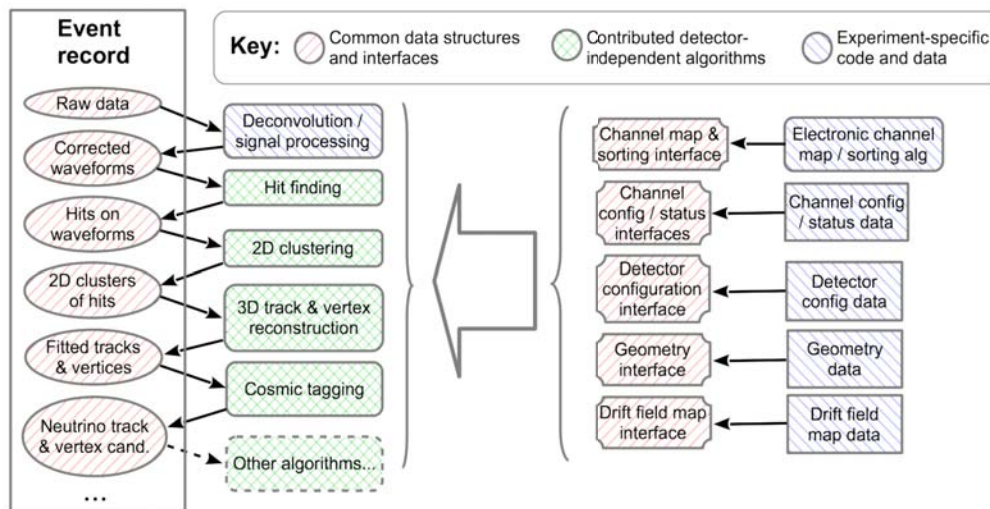 Event
record
Key:
Common data structures
and interfaces
Contributed detector-
independent algorithms
Experiment-specific
code and data
Raw data
Deconvolution /
signal processing
Corrected
waveforms
Hit finding
Hits on
waveforms
2D clustering
2D clusters
of hits
3D track & vertex
reconstruction
Fitted tracks
& vertices
Cosmic tagging
Neutrino track
& vertex cand.
Other algorithms...
...
Channel map &
sorting interface
Electronic channel
map / sorting alg
Channel
config / status
interfaces
Channel config
/ status data
Detector
configuration
interface
Detector
config data
Geometry
interface
Geometry
data
Drift field map
interface
Drift field
map data